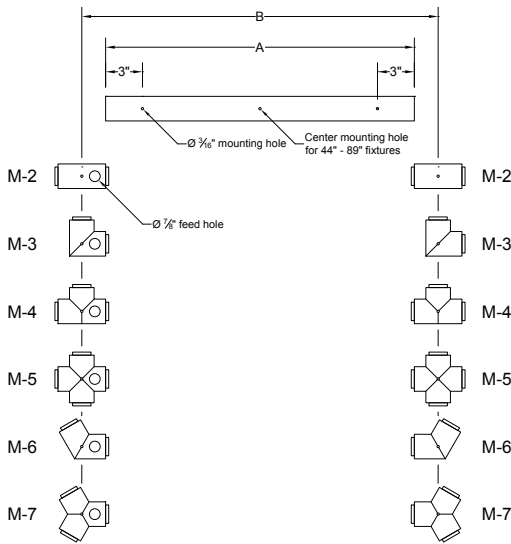 B
A
3" 3"
Ø 3⁄16" mounting hole
Center mounting hole
for 44" - 89" fixtures
M-2 M-2
Ø 7⁄8" feed hole
M-3 M-3
M-4 M-4
M-5 M-5
M-6 M-6
M-7 M-7